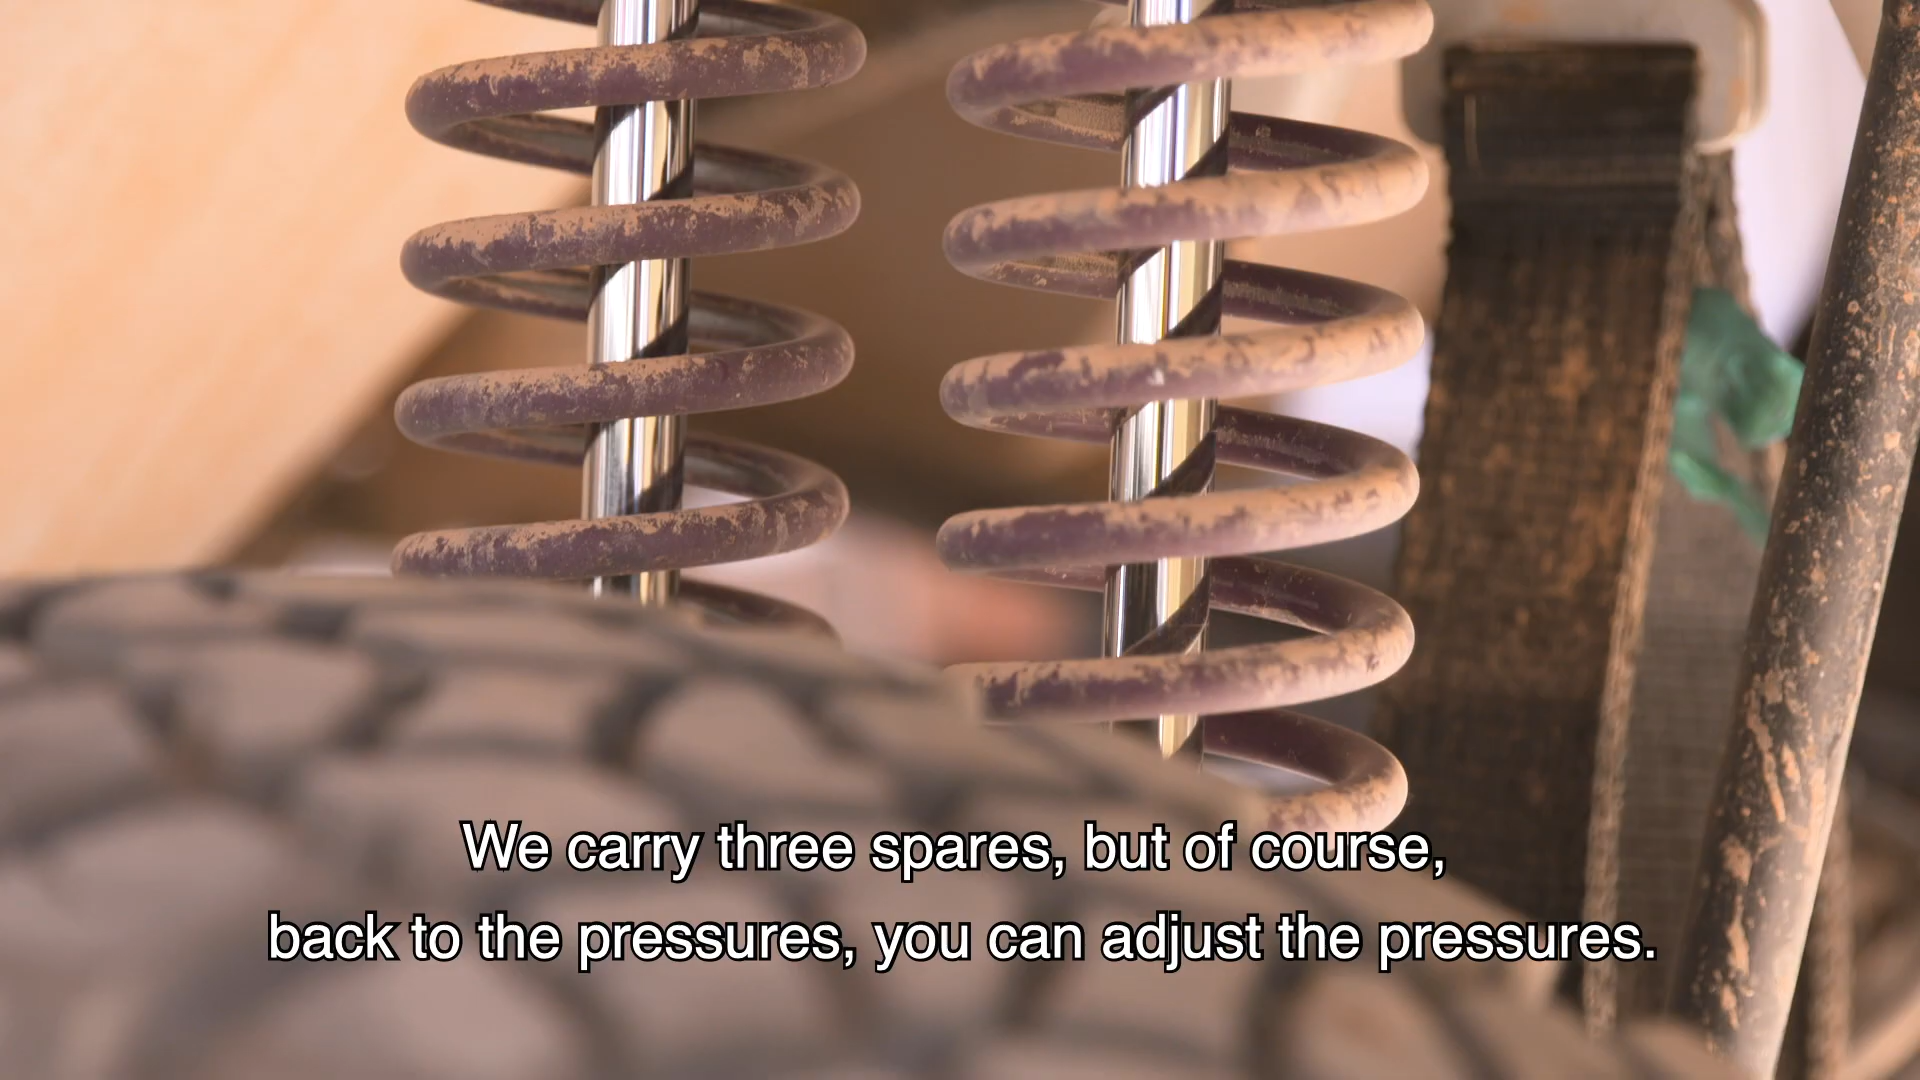 We carry three spares, but of course,
back to the pressures, you can adjust the pressures.